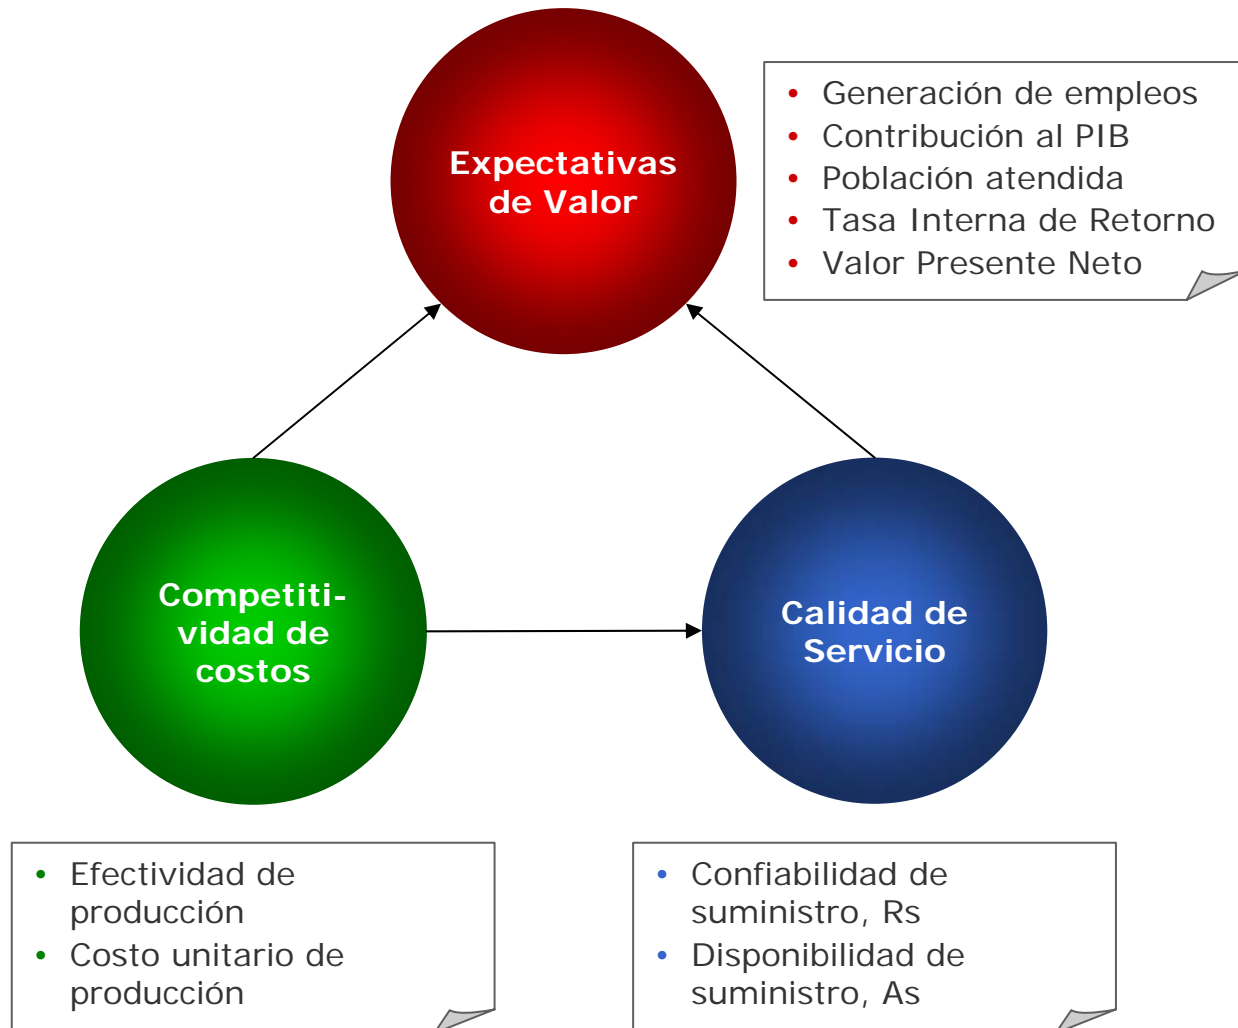 Expectativas
de Valor
• Generación de empleos
• Contribución al PIB
• Población atendida
• Tasa Interna de Retorno
• Valor Presente Neto
Competiti-
vidad de
costos
Calidad de
Servicio
• Efectividad de
producción
• Costo unitario de
producción
• Confiabilidad de
suministro, Rs
• Disponibilidad de
suministro, As